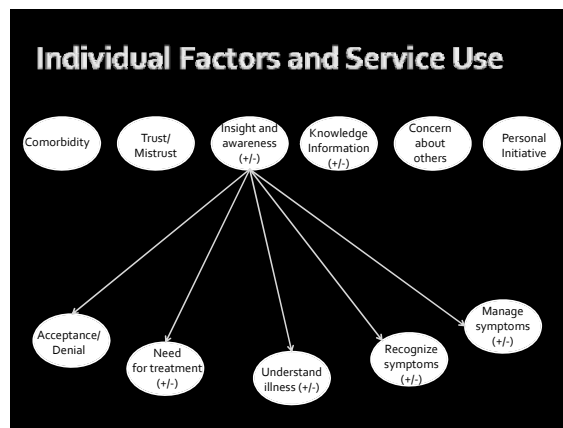 Individual Factors and Service Use
Comorbidity
Trust/
Mistrust
Insight and
awareness
(+/-)
Knowledge
Information
(+/-)
Concern
about
others
Personal
Initiative
Acceptance/
Denial
Need
for treatment
(+/-)
Understand
illness (+/-)
Recognize
symptoms
(+/-)
Manage
symptoms
(+/-)